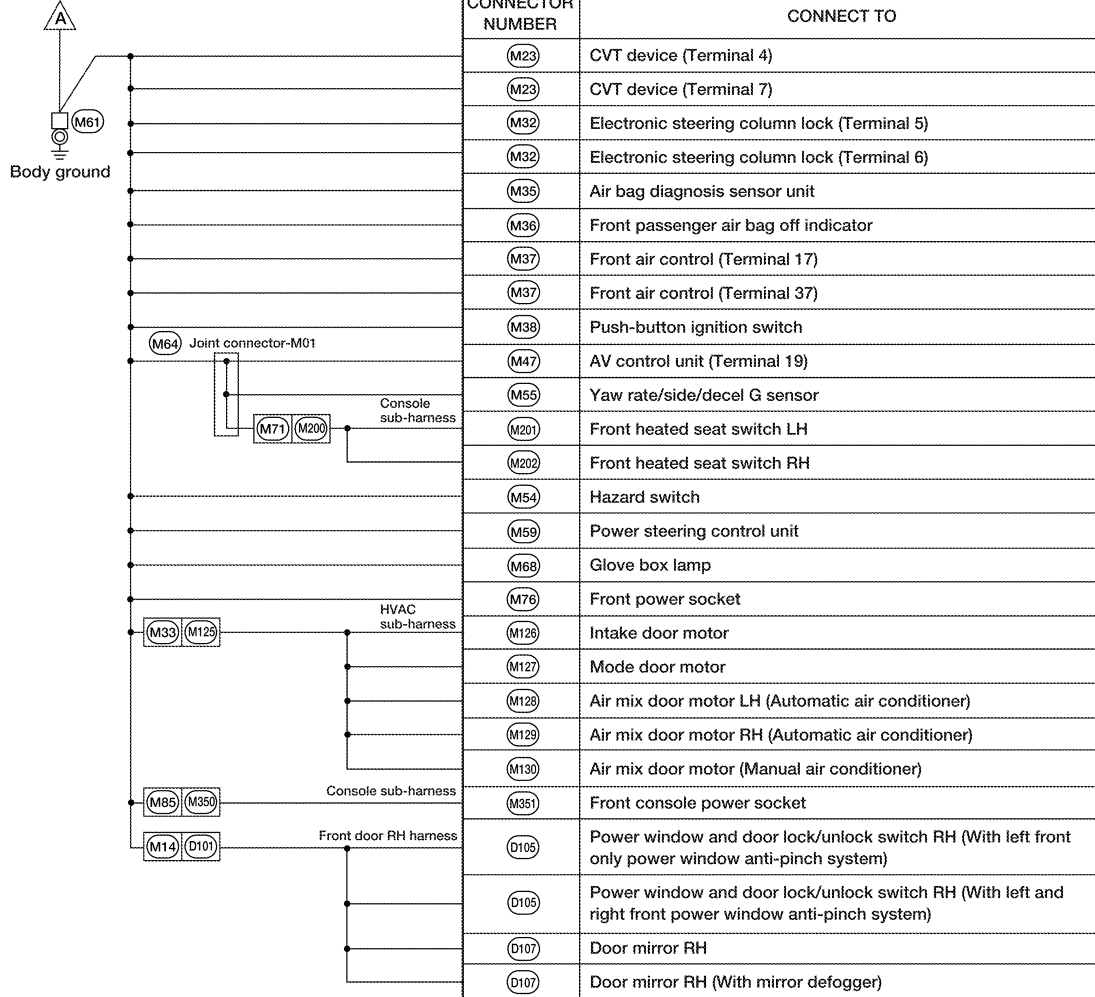 A
CONNECTOR
NUMBER
CONNECT TO
M61
Body ground
M23 CVT device (Terminal 4)
M23 CVT device (Terminal 7)
M32 Electronic steering column lock (Terminal 5)
M32 Electronic steering column lock (Terminal 6)
M35 Air bag diagnosis sensor unit
M36 Front passenger air bag off indicator
M37 Front air control (Terminal 17)
M37 Front air control (Terminal 37)
M38 Push-button ignition switch
M64 Joint connector-M01
M47 AV control unit (Terminal 19)
M55 Yaw rate/side/decel G sensor
Console
sub-harness
M71 M200
M201 Front heated seat switch LH
M202 Front heated seat switch RH
M54 Hazard switch
M59 Power steering control unit
M68 Glove box lamp
M76 Front power socket
HVAC
sub-harness
M33 M125
M126 Intake door motor
M127 Mode door motor
M128 Air mix door motor LH (Automatic air conditioner)
M129 Air mix door motor RH (Automatic air conditioner)
M130 Air mix door motor (Manual air conditioner)
Console sub-harness
M85 M350
M351 Front console power socket
Front door RH harness
M14 D101
D105 Power window and door lock/unlock switch RH (With left front
only power window anti-pinch system)
D105 Power window and door lock/unlock switch RH (With left and
right front power window anti-pinch system)
D107 Door mirror RH
D107 Door mirror RH (With mirror defogger)